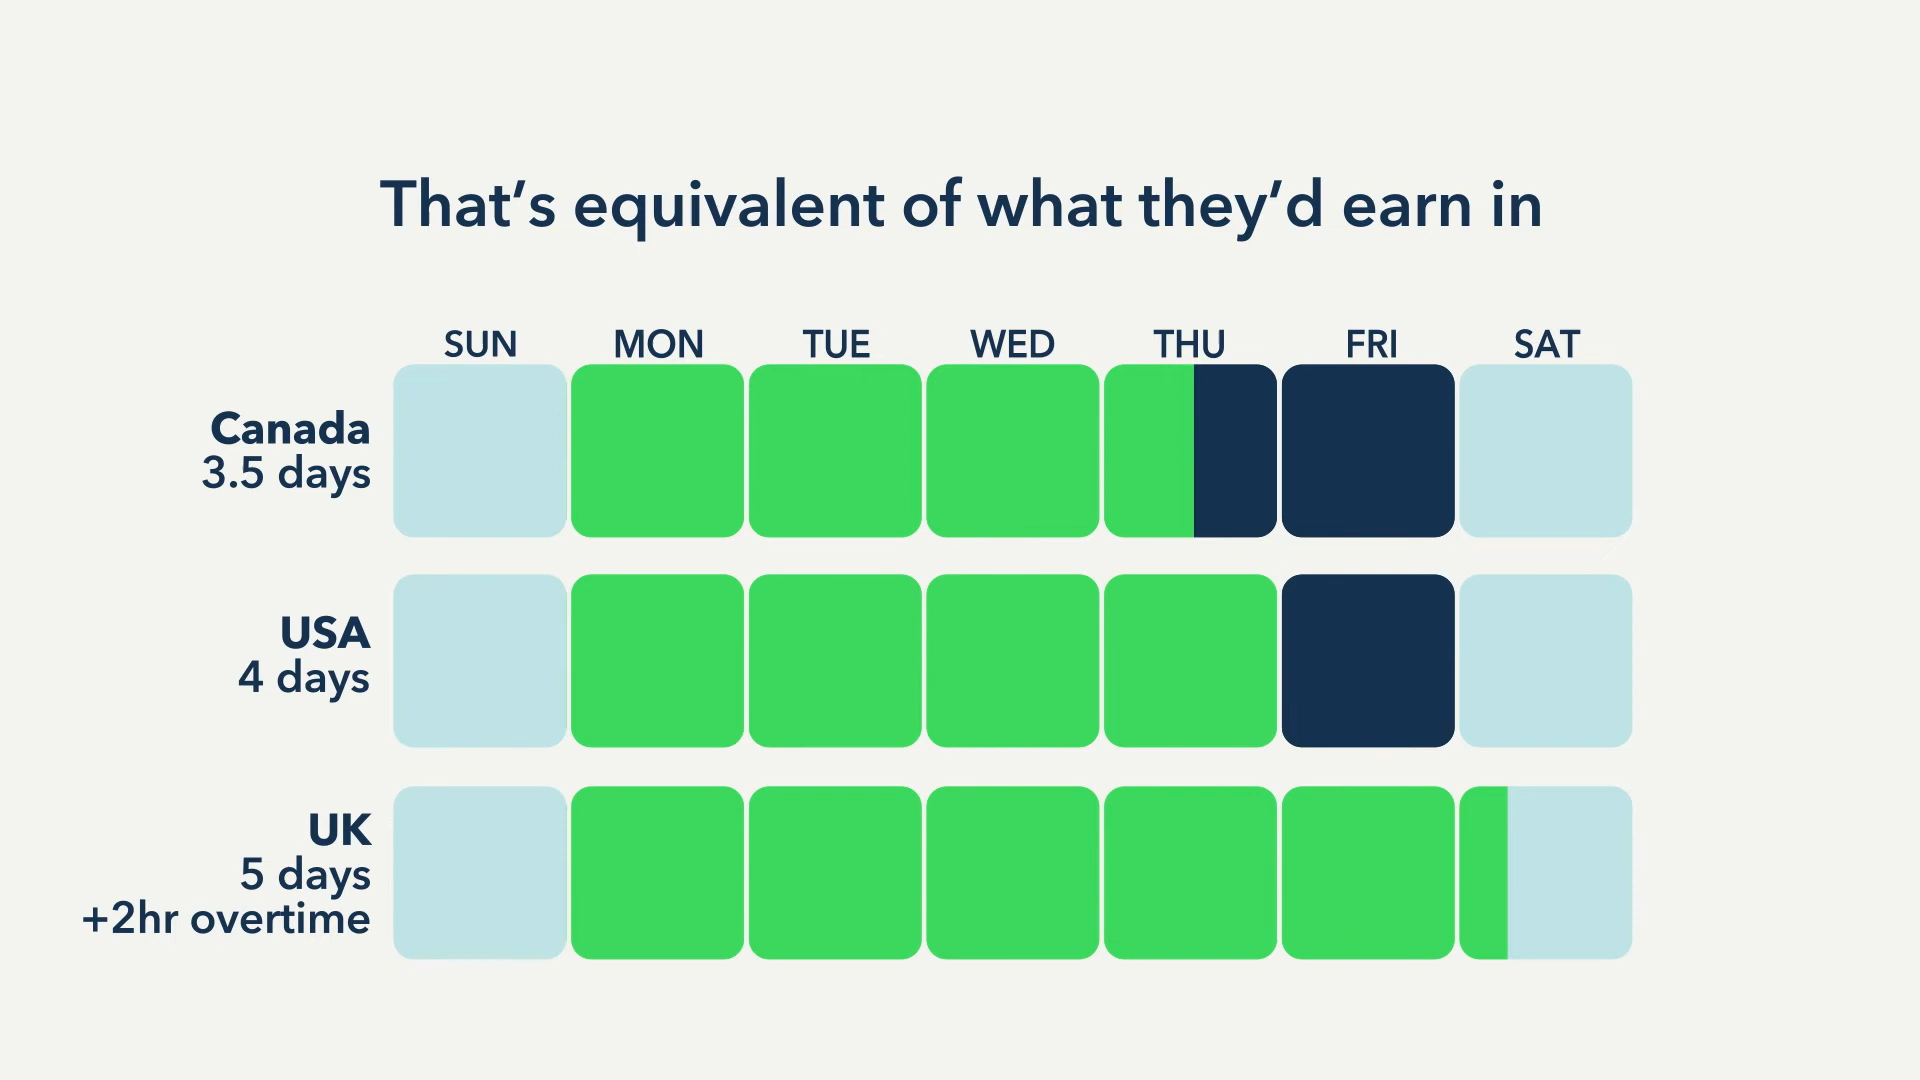 That’s equivalent of what they’d earn in
SUN MON TUE WED THU FRI SAT
Canada
3.5 days
USA
4 days
UK
5 days
+2hr overtime